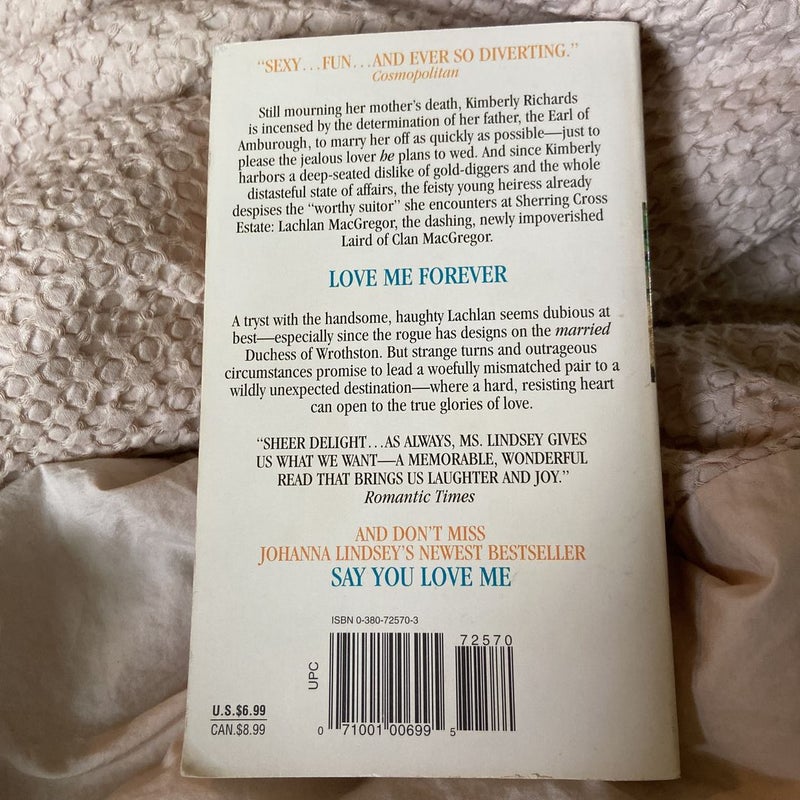 “SEXY...FUN...AND EVER SO DIVERTING.”
Cosmopolitan
Still mourning her mother’s death, Kimberly Richards
is incensed by the determination of her father, the Earl of
Amburough, to marry her off as quickly as possible—just to
please the jealous lover he plans to wed. And since Kimberly
harbors a deep-seated dislike of gold-diggers and the whole
distasteful state of affairs, the feisty young heiress already
despises the “worthy suitor” she encounters at Sherring Cross
Estate: Lachlan MacGregor, the dashing, newly impoverished
Laird of Clan MacGregor.
LOVE ME FOREVER
A tryst with the handsome, haughty Lachlan seems dubious at
best—especially since the rogue has designs on the married
Duchess of Wrothston. But strange turns and outrageous
circumstances promise to lead a woefully mismatched pair to a
wildly unexpected destination—where a hard, resisting heart
can open to the true glories of love.
“SHEER DELIGHT...AS ALWAYS, MS. LINDSEY GIVES
US WHAT WE WANT—A MEMORABLE, WONDERFUL
READ THAT BRINGS US LAUGHTER AND JOY.”
Romantic Times
AND DON’T MISS
JOHANNA LINDSEY’S NEWEST BESTSELLER
SAY YOU LOVE ME
ISBN 0-380-72570-3
72570
UPC
U.S.$6.99
CAN.$8.99
0 71001 00699 5